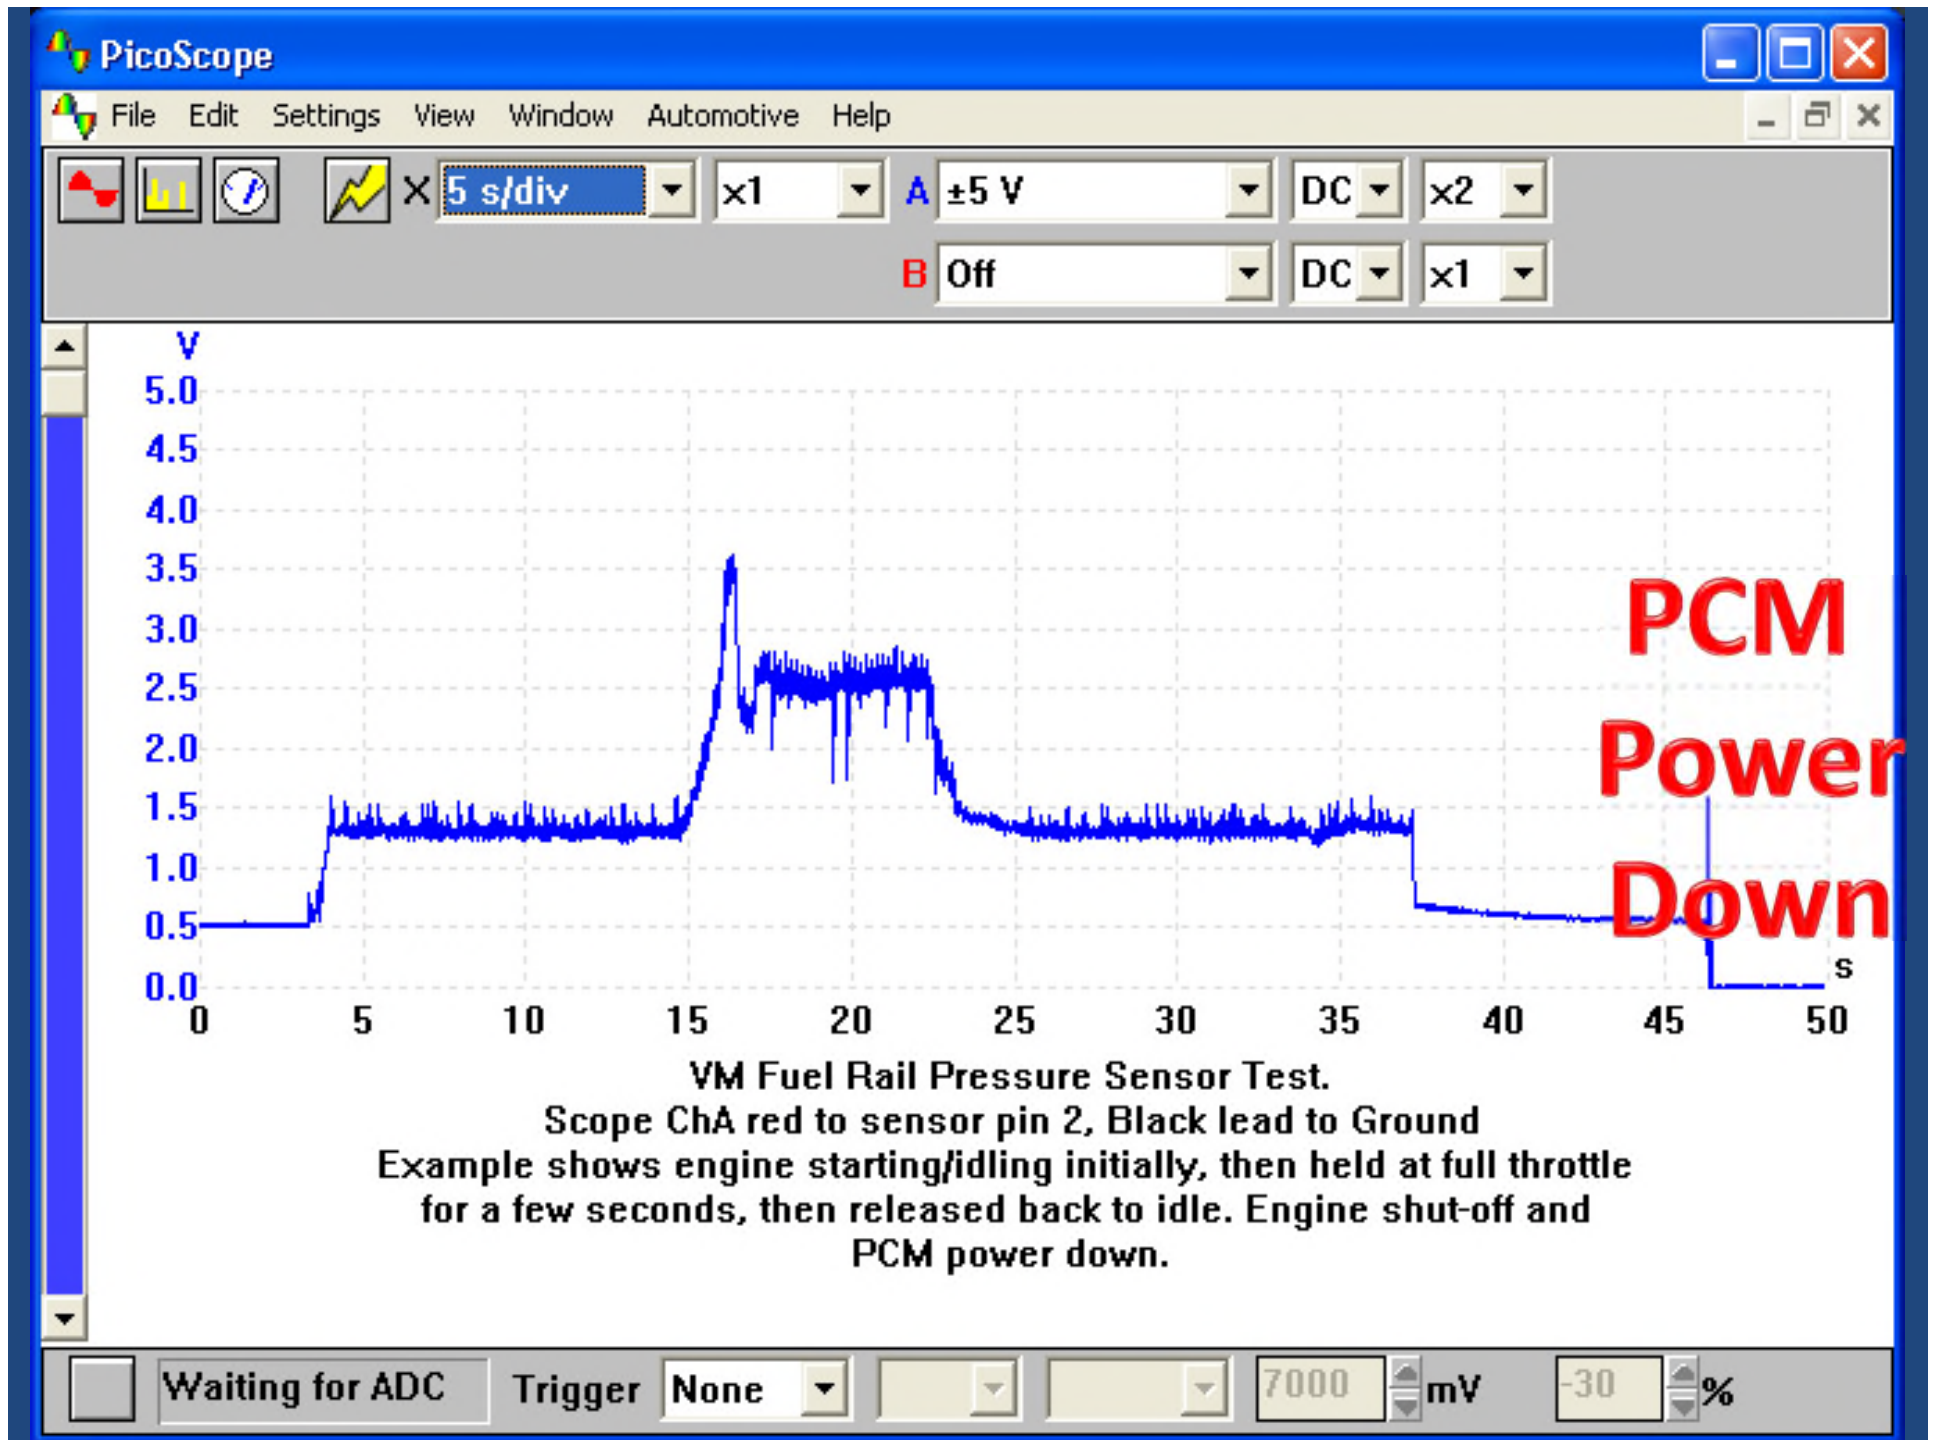 PicoScope
File Edit Settings View Window Automotive Help
X 5 s/div x1 A ±5 V DC x2
B Off DC x1
V
5.0
4.5
4.0
3.5
3.0
2.5
2.0
1.5
1.0
0.5
0.0
PCM
Power
Down
s
0 5 10 15 20 25 30 35 40 45 50
VM Fuel Rail Pressure Sensor Test.
Scope ChA red to sensor pin 2, Black lead to Ground
Example shows engine starting/idling initially, then held at full throttle
for a few seconds, then released back to idle. Engine shut-off and
PCM power down.
Waiting for ADC Trigger None 7000 mV -30 %